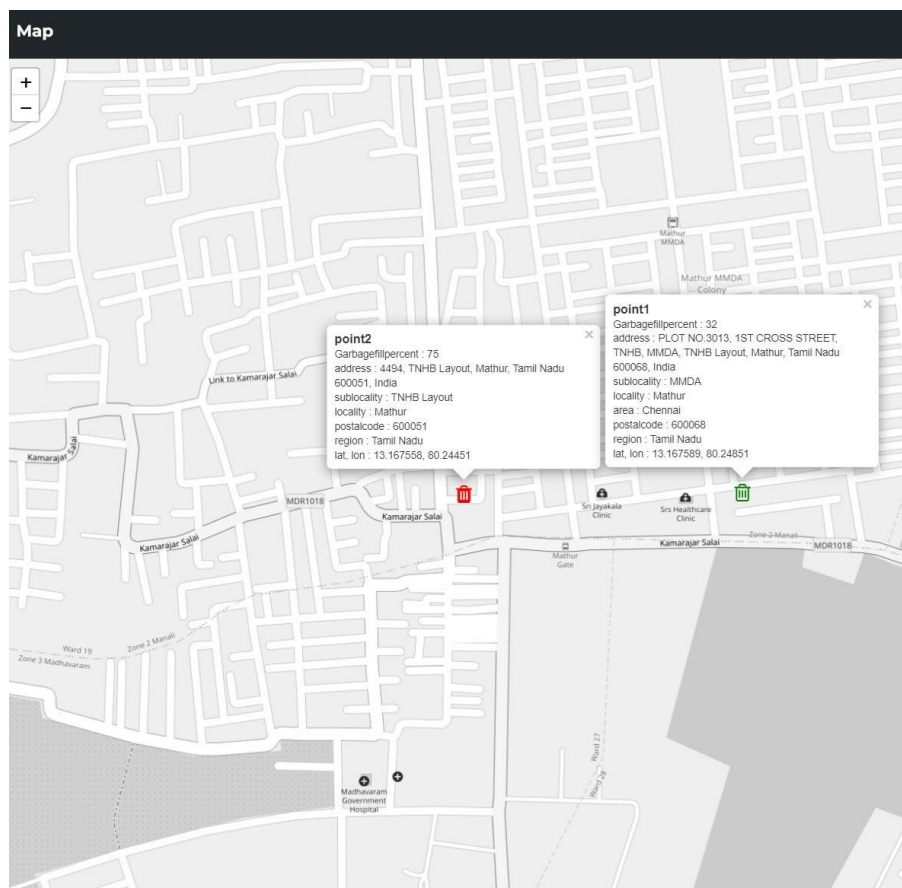 Map
+
−
Mathur
MMDA
Mathur MMDA
Colony
point2
×
Garbagefillpercent : 75
address : 4494, TNHB Layout, Mathur, Tamil Nadu
600051, India
sublocality : TNHB Layout
locality : Mathur
postalcode : 600051
region : Tamil Nadu
lat, lon : 13.167558, 80.24451
point1
×
Garbagefillpercent : 32
address : PLOT NO.3013, 1ST CROSS STREET,
TNHB, MMDA, TNHB Layout, Mathur, Tamil Nadu
600068, India
sublocality : MMDA
locality : Mathur
area : Chennai
postalcode : 600068
region : Tamil Nadu
lat, lon : 13.167589, 80.24851
Link to Kamarajar Salai
Kamarajar Salai
MDR1018
Kamarajar Salai
Kamarajar Salai
Sri Jayakala
Clinic
Srs Healthcare
Clinic
Mathur
Gate
Kamarajar Salai
Zone 2 Manali
MDR1018
Ward 19
Zone 2 Manali
Zone 3 Madhavaram
Ward 27
Ward 28
Madhavaram
Government
Hospital